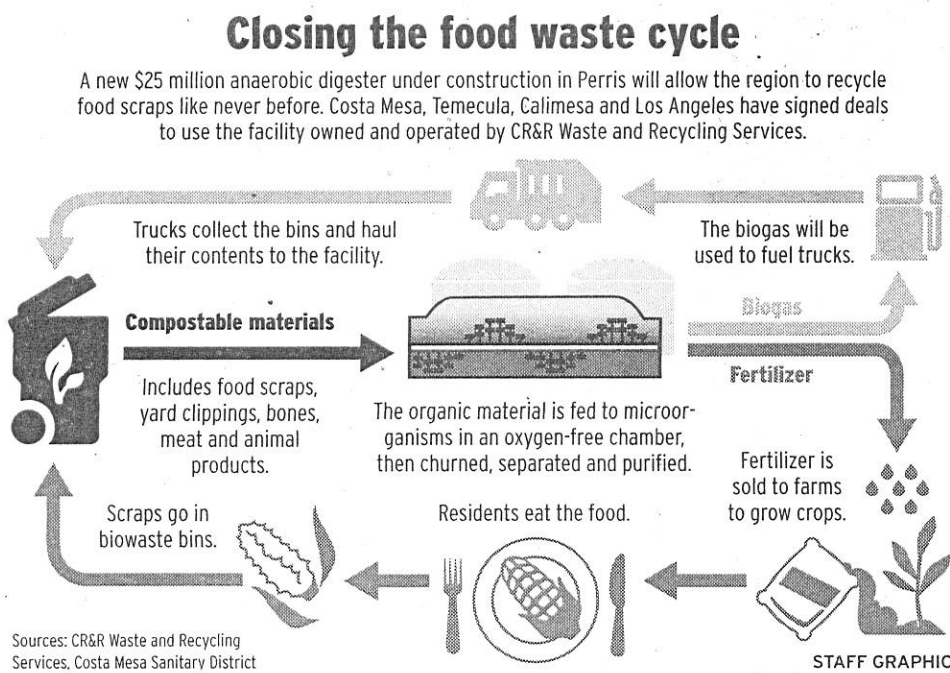 Closing the food waste cycle
A new $25 million anaerobic digester under construction in Perris will allow the region to recycle
food scraps like never before. Costa Mesa, Temecula, Calimesa and Los Angeles have signed deals
to use the facility owned and operated by CR&R Waste and Recycling Services.
Trucks collect the bins and haul
their contents to the facility.
The biogas will be
used to fuel trucks.
Compostable materials
Includes food scraps,
yard clippings, bones,
meat and animal
products.
Biogas
Fertilizer
The organic material is fed to microor-
ganisms in an oxygen-free chamber,
then churned, separated and purified.
Fertilizer is
sold to farms
to grow crops.
Scraps go in
biowaste bins.
Residents eat the food.
Sources: CR&R Waste and Recycling
Services, Costa Mesa Sanitary District
STAFF GRAPHIC